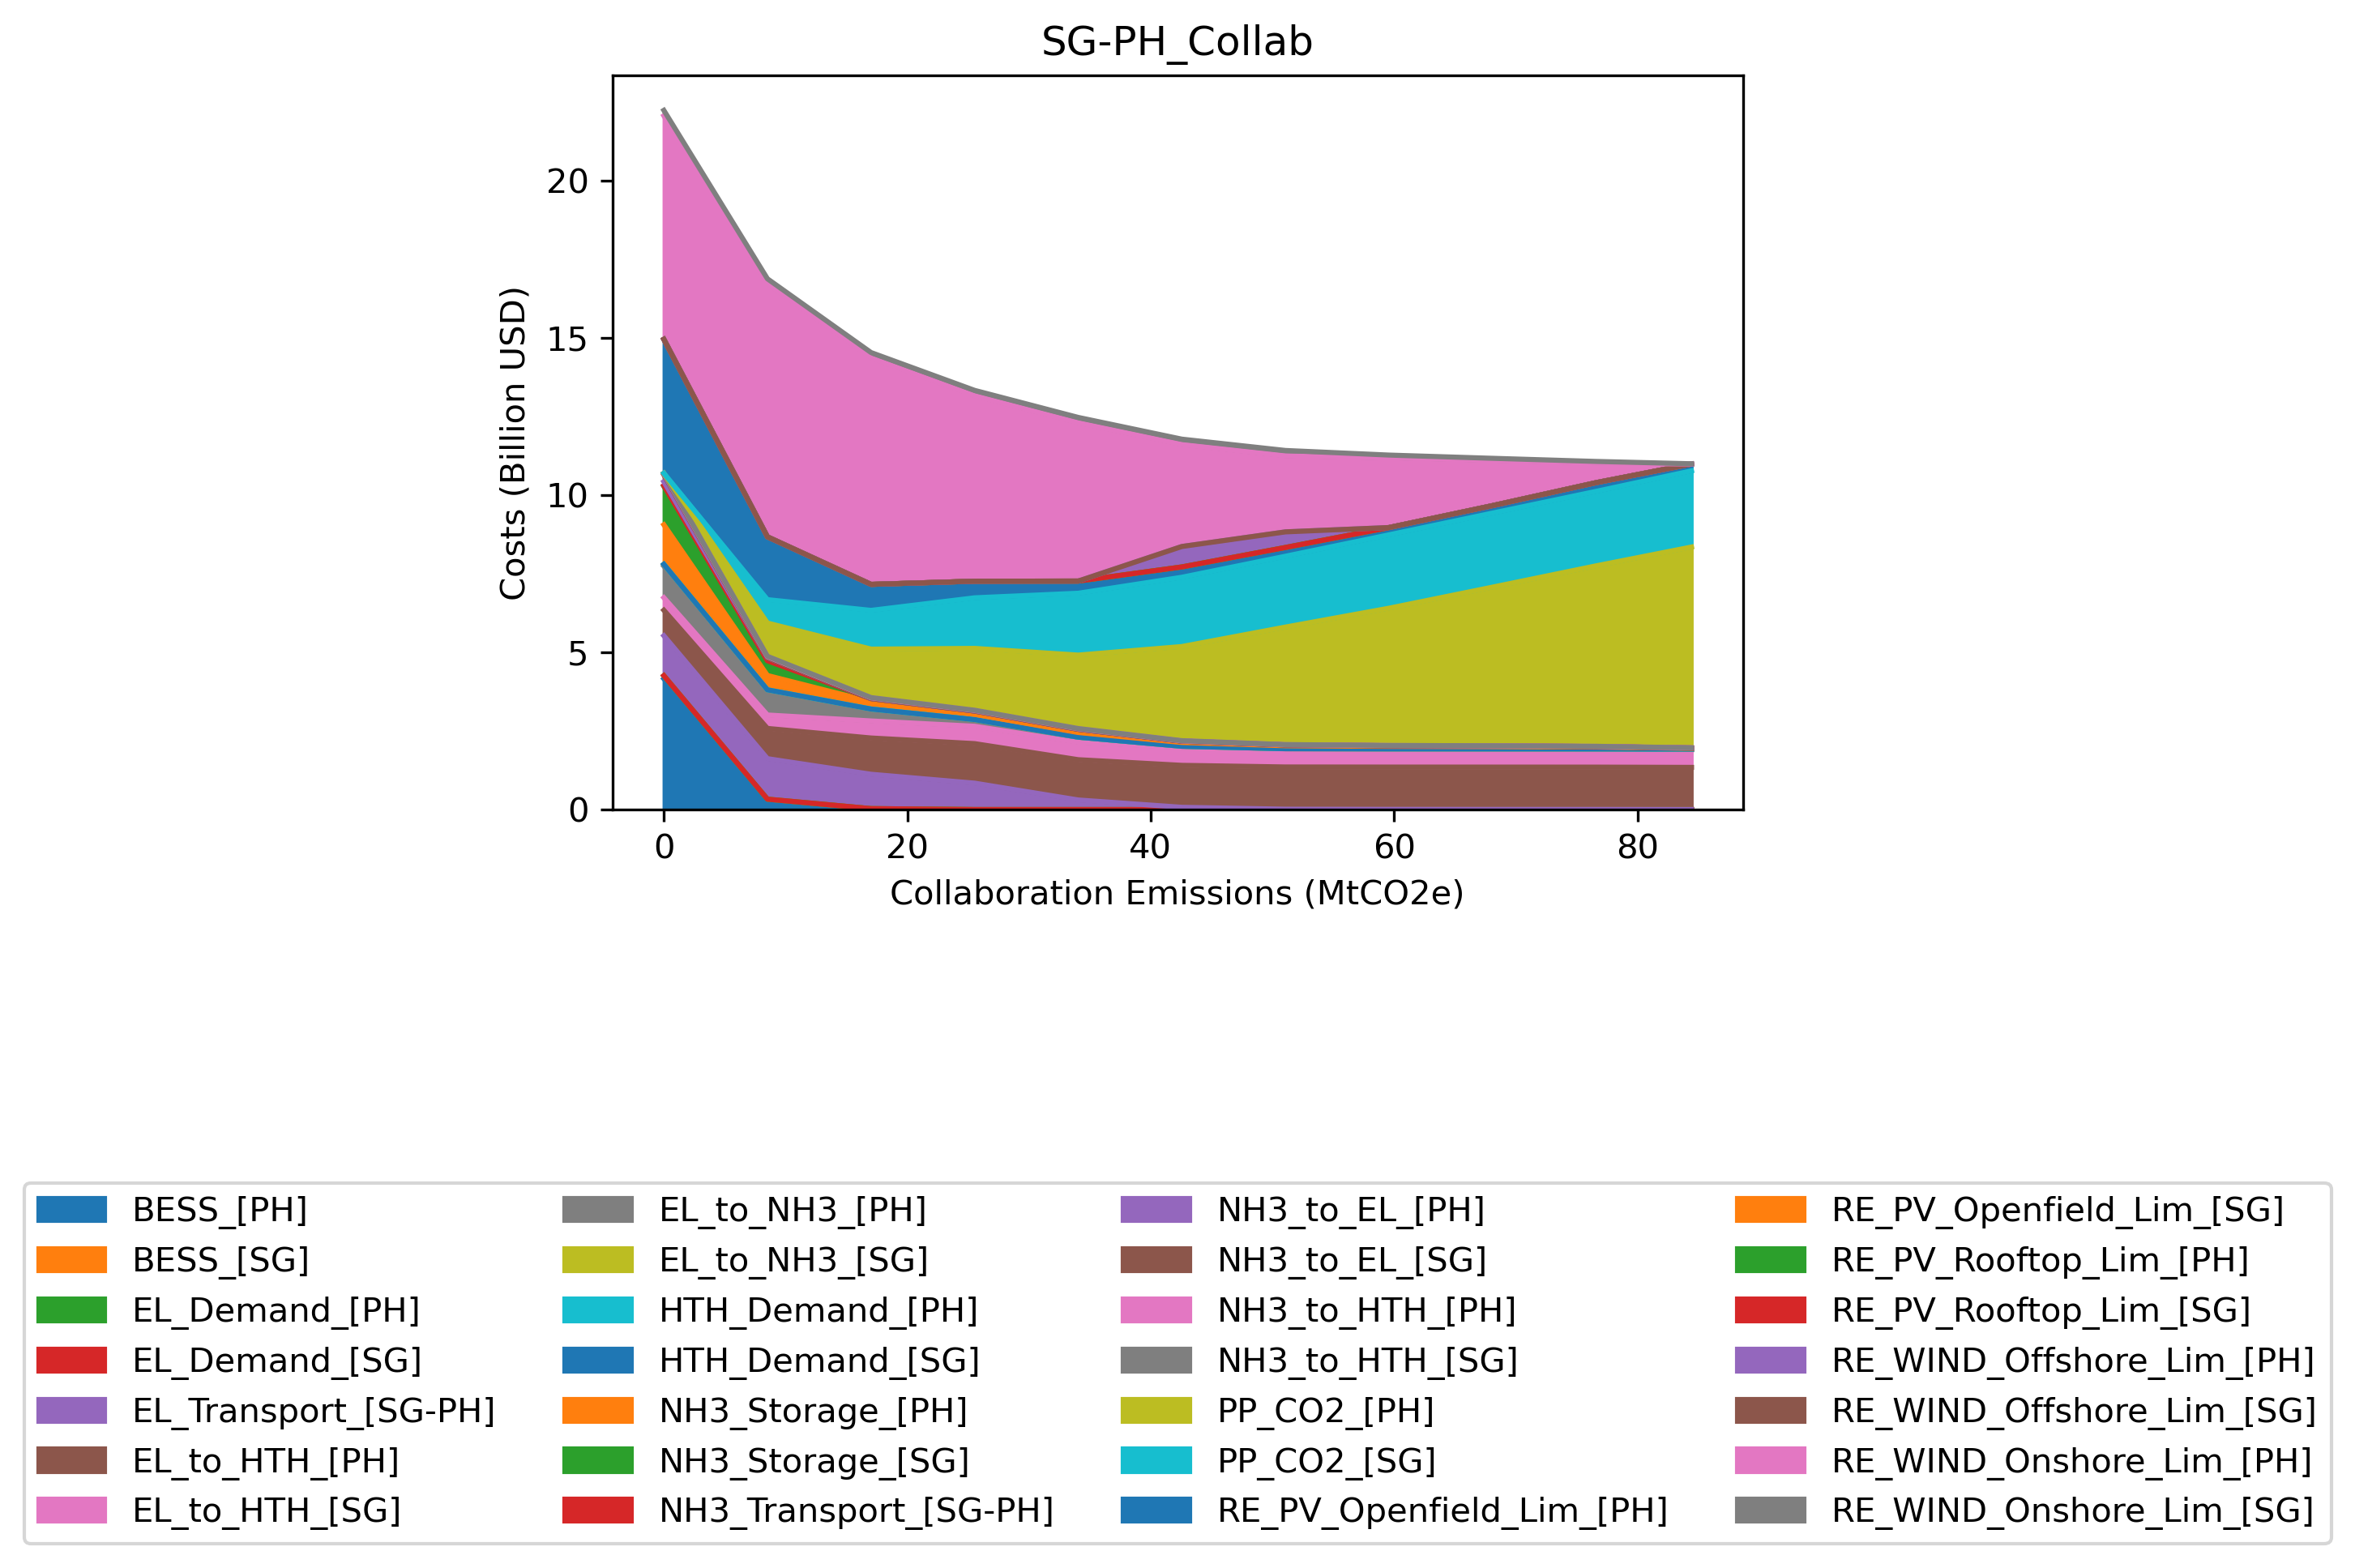 SG-PH_Collab
Costs (Billion USD)
20
15
10
5
0
0 20 40 60 80
Collaboration Emissions (MtCO2e)
BESS_[PH]
BESS_[SG]
EL_Demand_[PH]
EL_Demand_[SG]
EL_Transport_[SG-PH]
EL_to_HTH_[PH]
EL_to_HTH_[SG]
EL_to_NH3_[PH]
EL_to_NH3_[SG]
HTH_Demand_[PH]
HTH_Demand_[SG]
NH3_Storage_[PH]
NH3_Storage_[SG]
NH3_Transport_[SG-PH]
NH3_to_EL_[PH]
NH3_to_EL_[SG]
NH3_to_HTH_[PH]
NH3_to_HTH_[SG]
PP_CO2_[PH]
PP_CO2_[SG]
RE_PV_Openfield_Lim_[PH]
RE_PV_Openfield_Lim_[SG]
RE_PV_Rooftop_Lim_[PH]
RE_PV_Rooftop_Lim_[SG]
RE_WIND_Offshore_Lim_[PH]
RE_WIND_Offshore_Lim_[SG]
RE_WIND_Onshore_Lim_[PH]
RE_WIND_Onshore_Lim_[SG]